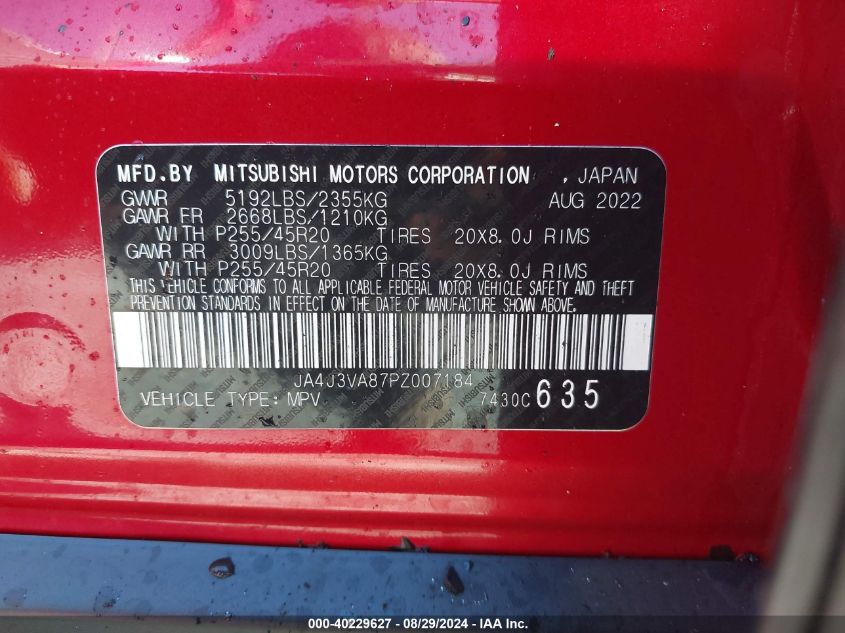 MFD.BY MITSUBISHI MOTORS CORPORATION , JAPAN
GVWR 5192LBS/2355KG AUG 2022
GAWR FR 2668LBS/1210KG
WITH P255/45R20 TIRES 20X8.0J RIMS
GAWR RR 3009LBS/1365KG
WITH P255/45R20 TIRES 20X8.0J RIMS
THIS VEHICLE CONFORMS TO ALL APPLICABLE FEDERAL MOTOR VEHICLE SAFETY AND THEFT
PREVENTION STANDARDS IN EFFECT ON THE DATE OF MANUFACTURE SHOWN ABOVE.
JA4J3VA87PZ007184
VEHICLE TYPE: MPV 7430C 635
000-40229627 - 08/29/2024 - IAA Inc.